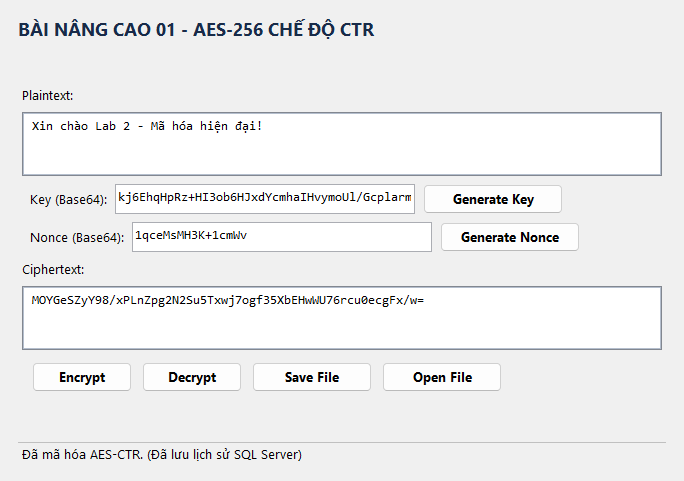 BÀI NÂNG CAO 01 - AES-256 CHẾ ĐỘ CTR
Plaintext:
Xin chào Lab 2 - Mã hóa hiện đại!
Key (Base64): kj6EhqHpRz+HI3ob6HJxdYcmhaIHvymoUl/Gcplarm Generate Key
Nonce (Base64): 1qceMsMH3K+1cmWv Generate Nonce
Ciphertext:
MOYGeSZyY98/xPLnZpg2N2Su5Txwj7ogf35XbEHwWU76rcu0ecgFx/w=
Encrypt Decrypt Save File Open File
Đã mã hóa AES-CTR. (Đã lưu lịch sử SQL Server)